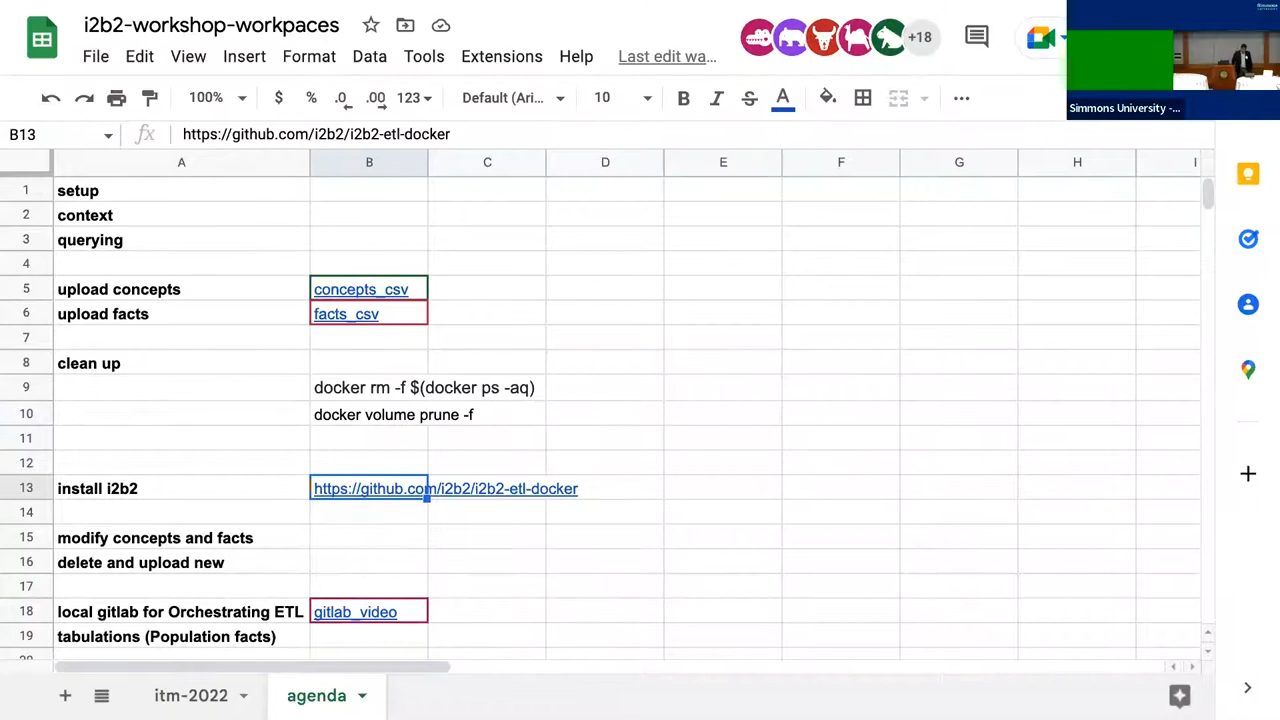 i2b2-workshop-workpaces
File Edit View Insert Format Data Tools Extensions Help Last edit wa...
+18
100% $ % .0 .00 123 Default (Ari... 10 B I S A
Simmons University -...
B13 fx https://github.com/i2b2/i2b2-etl-docker
A B C D E F G H I
1 setup
2 context
3 querying
4
5 upload concepts concepts_csv
6 upload facts facts_csv
7
8 clean up
9 docker rm -f $(docker ps -aq)
10 docker volume prune -f
11
12
13 install i2b2 https://github.com/i2b2/i2b2-etl-docker
14
15 modify concepts and facts
16 delete and upload new
17
18 local gitlab for Orchestrating ETL gitlab_video
19 tabulations (Population facts)
20
itm-2022 agenda